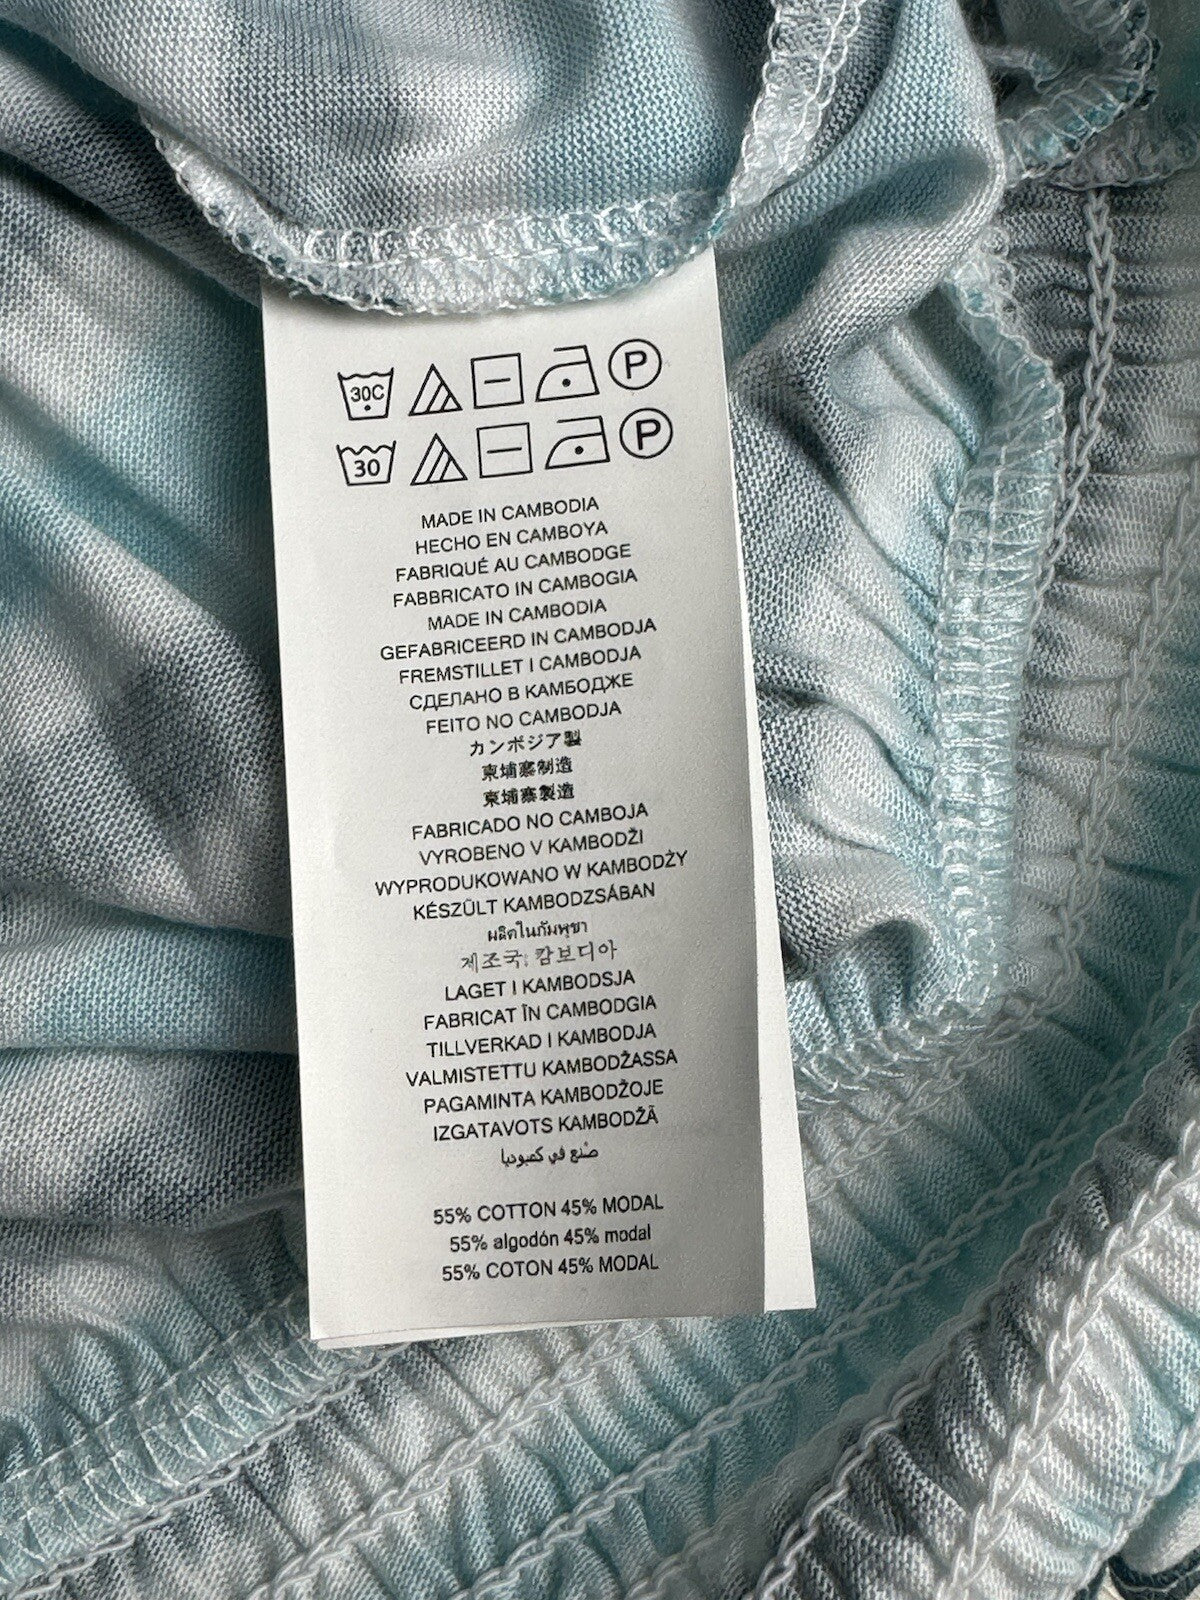 30C P
30 P
MADE IN CAMBODIA
HECHO EN CAMBOYA
FABRIQUÉ AU CAMBODGE
FABBRICATO IN CAMBOGIA
MADE IN CAMBODIA
GEFABRICEERD IN CAMBODJA
FREMSTILLET I CAMBODJA
СДЕЛАНО В КАМБОДЖЕ
FEITO NO CAMBODJA
カンボジア製
柬埔寨制造
柬埔寨製造
FABRICADO NO CAMBOJA
VYROBENO V KAMBODŽI
WYPRODUKOWANO W KAMBODŻY
KÉSZÜLT KAMBODZSÁBAN
ผลิตในกัมพูชา
제조국: 캄보디아
LAGET I KAMBODSJA
FABRICAT ÎN CAMBODGIA
TILLVERKAD I KAMBODJA
VALMISTETTU KAMBODŽASSA
PAGAMINTA KAMBODŽOJE
IZGATAVOTS KAMBODŽĀ
صنع في كمبوديا
55% COTTON 45% MODAL
55% algodón 45% modal
55% COTON 45% MODAL